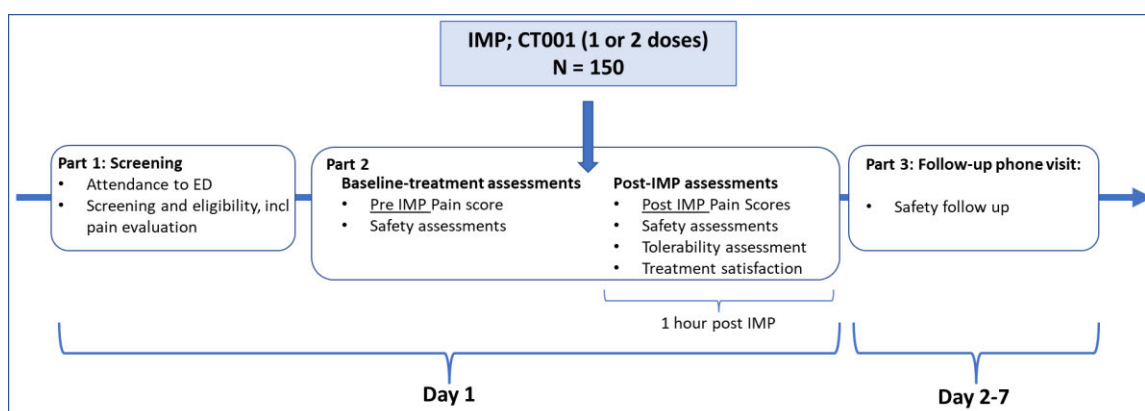 IMP; CT001 (1 or 2 doses)
N = 150
Part 1: Screening
• Attendance to ED
• Screening and eligibility, incl
pain evaluation
Part 2
Baseline-treatment assessments
• Pre IMP Pain score
• Safety assessments
Post-IMP assessments
• Post IMP Pain Scores
• Safety assessments
• Tolerability assessment
• Treatment satisfaction
Part 3: Follow-up phone visit:
• Safety follow up
1 hour post IMP
Day 1
Day 2-7